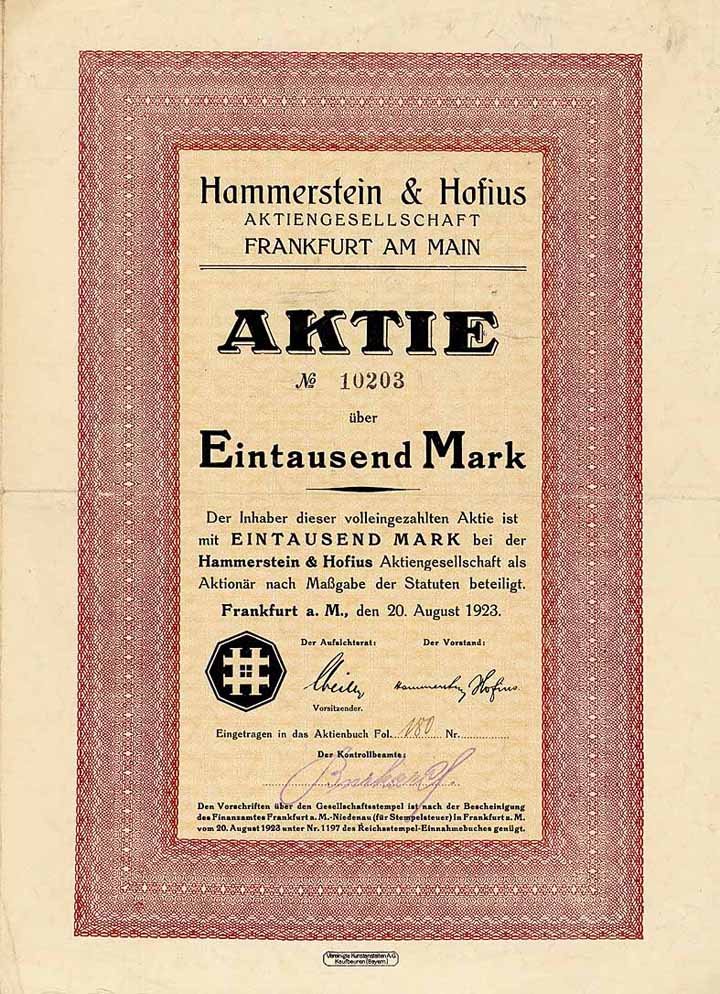 Hammerstein & Hofius
AKTIENGESELLSCHAFT
FRANKFURT AM MAIN
AKTIE
№ 10203
über
Eintausend Mark
Der Inhaber dieser volleingezahlten Aktie ist
mit EINTAUSEND MARK bei der
Hammerstein & Hofius Aktiengesellschaft als
Aktionär nach Maßgabe der Statuten beteiligt.
Frankfurt a. M., den 20. August 1923.
Der Aufsichtsrat: Der Vorstand:
Hammerstein Hofius
Vorsitzender.
Eingetragen in das Aktienbuch Fol. 180 Nr.
Der Kontrollbeamte:
Den Vorschriften über den Gesellschaftsstempel ist nach der Bescheinigung
des Finanzamtes Frankfurt a. M.-Niedenau (für Stempelsteuer) in Frankfurt a. M.
vom 20. August 1923 unter Nr. 1197 des Reichsstempel-Einnahmebuches genügt.
Vereinigte Kunstanstalten A.G.
Kaufbeuren (Bayern)